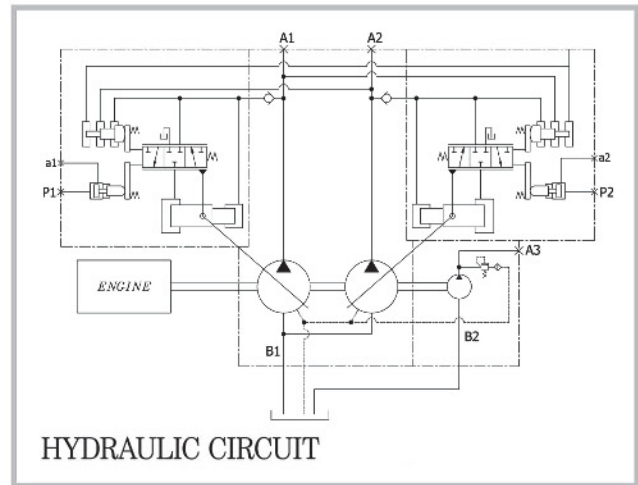 A1 A2
a1 a2
P1 P2
A3
ENGINE
B1 B2
HYDRAULIC CIRCUIT